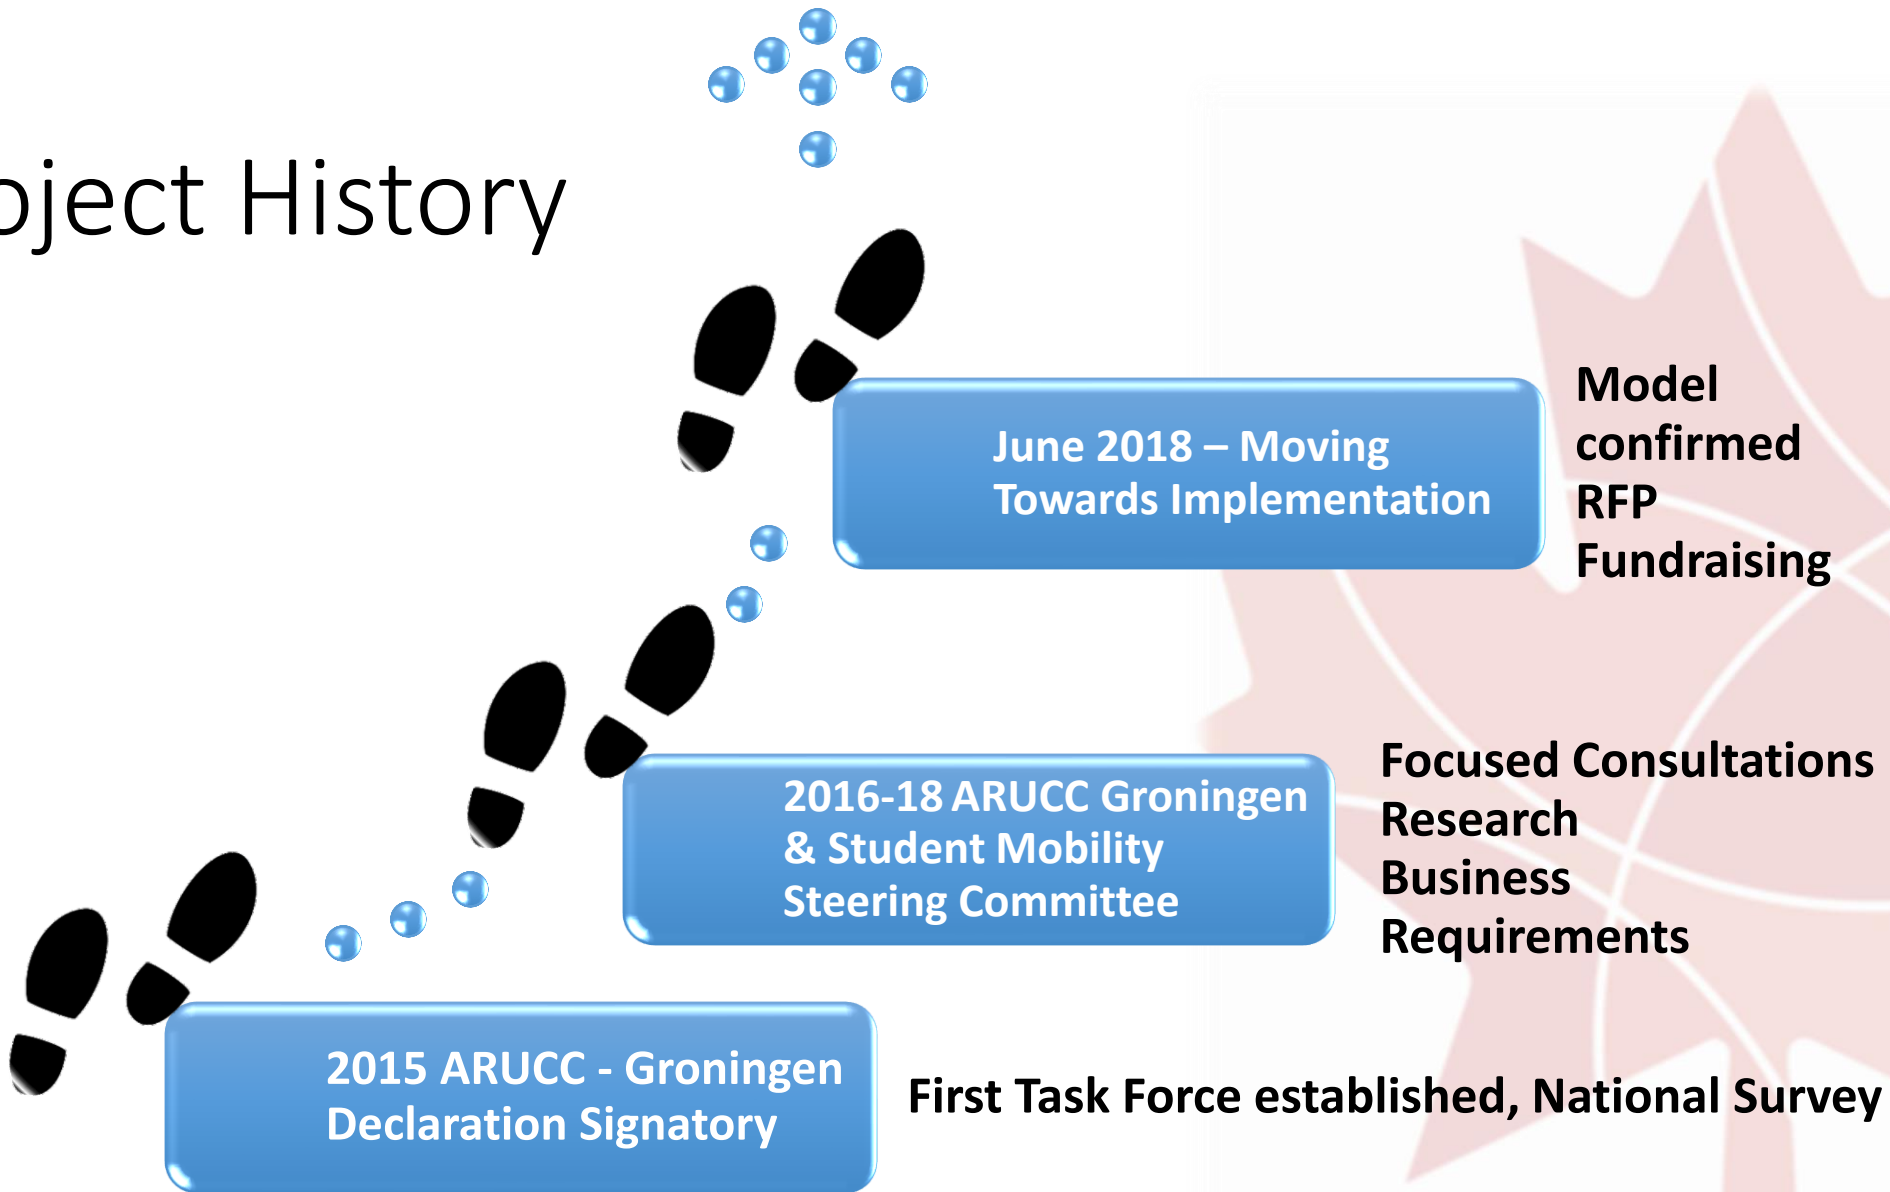 oject History
June 2018 – Moving
Towards Implementation
Model
confirmed
RFP
Fundraising
2016-18 ARUCC Groningen
& Student Mobility
Steering Committee
Focused Consultations
Research
Business
Requirements
2015 ARUCC - Groningen
Declaration Signatory
First Task Force established, National Survey